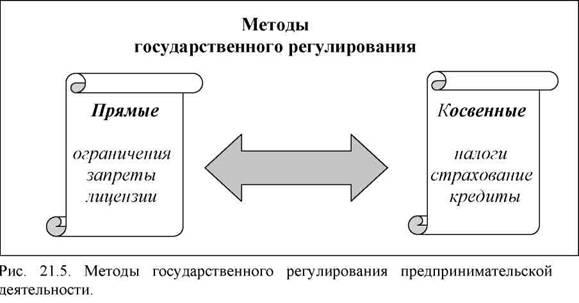 Методы
государственного регулирования
Прямые
ограничения
запреты
лицензии
Косвенные
налоги
страхование
кредиты
Рис. 21.5. Методы государственного регулирования предпринимательской
деятельности.